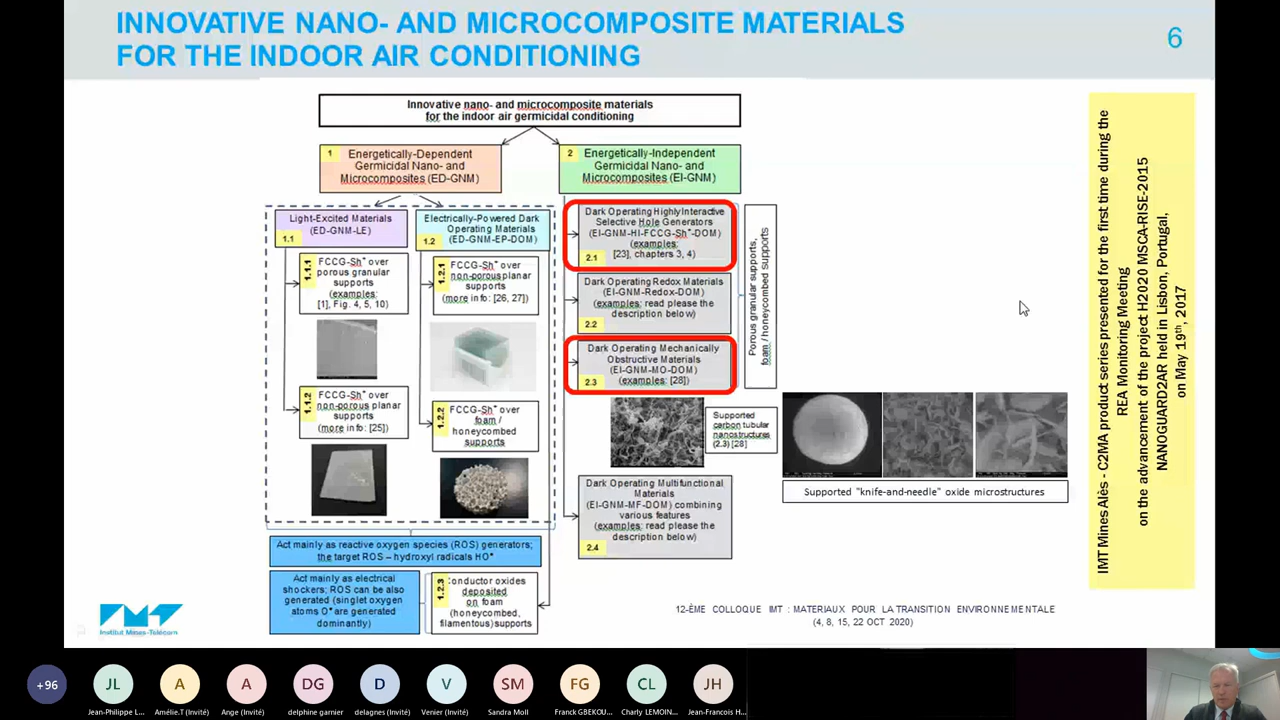 INNOVATIVE NANO- AND MICROCOMPOSITE MATERIALS
FOR THE INDOOR AIR CONDITIONING
6
Innovative nano- and microcomposite materials
for the indoor air germicidal conditioning
1
Energetically-Dependent
Germicidal Nano- and
Microcomposites (ED-GNM)
2
Energetically-Independent
Germicidal Nano- and
Microcomposites (EI-GNM)
Light-Excited Materials
(ED-GNM-LE)
1.1
Electrically-Powered Dark
Operating Materials
(ED-GNM-EP-DOM)
1.2
1.1.1
FCCG-Sh⁺ over
porous granular
supports
(examples:
[1], Fig. 4, 5, 10)
1.2.1
FCCG-Sh⁺ over
non-porous planar
supports
(more info: [26, 27])
1.1.2
FCCG-Sh⁺ over
non-porous planar
supports
(more info: [25])
1.2.2
FCCG-Sh⁺ over
foam /
honeycombed
supports
Act mainly as reactive oxygen species (ROS) generators;
the target ROS – hydroxyl radicals HO•
Act mainly as electrical
shockers; ROS can be also
generated (singlet oxygen
atoms O• are generated
dominantly)
1.2.3
Conductor oxides
deposited
on foam
(honeycombed,
filamentous) supports
Dark Operating Highly Interactive
Selective Hole Generators
(EI-GNM-HI-FCCG-Sh⁺-DOM)
(examples:
[23], chapters 3, 4)
2.1
Dark Operating Redox Materials
(EI-GNM-Redox-DOM)
(examples: read please the
description below)
2.2
Dark Operating Mechanically
Obstructive Materials
(EI-GNM-MO-DOM)
(examples: [28])
2.3
Porous granular supports,
foam / honeycombed supports
Supported
carbon tubular
nanostructures
(2.3) [28]
Dark Operating Multifunctional
Materials
(EI-GNM-MF-DOM) combining
various features
(examples: read please the
description below)
2.4
Supported "knife-and-needle" oxide microstructures
IMT Mines Alès - C2MA product series presented for the first time during the
REA Monitoring Meeting
on the advancement of the project H2020 MSCA-RISE-2015
NANOGUARD2AR held in Lisbon, Portugal,
on May 19th, 2017
IMT
Institut Mines-Télécom
12-ÈME COLLOQUE IMT : MATERIAUX POUR LA TRANSITION ENVIRONNEMENTALE
(4, 8, 15, 22 OCT 2020)
+96
JL
A
A
DG
D
V
SM
FG
CL
JH
Jean-Philippe L...
Amélie.T (Invité)
Ange (Invité)
delphine garnier
delagnes (Invité)
Venier (Invité)
Sandra Moll
Franck GBEKOU...
Charly LEMOIN...
Jean-Francois H...